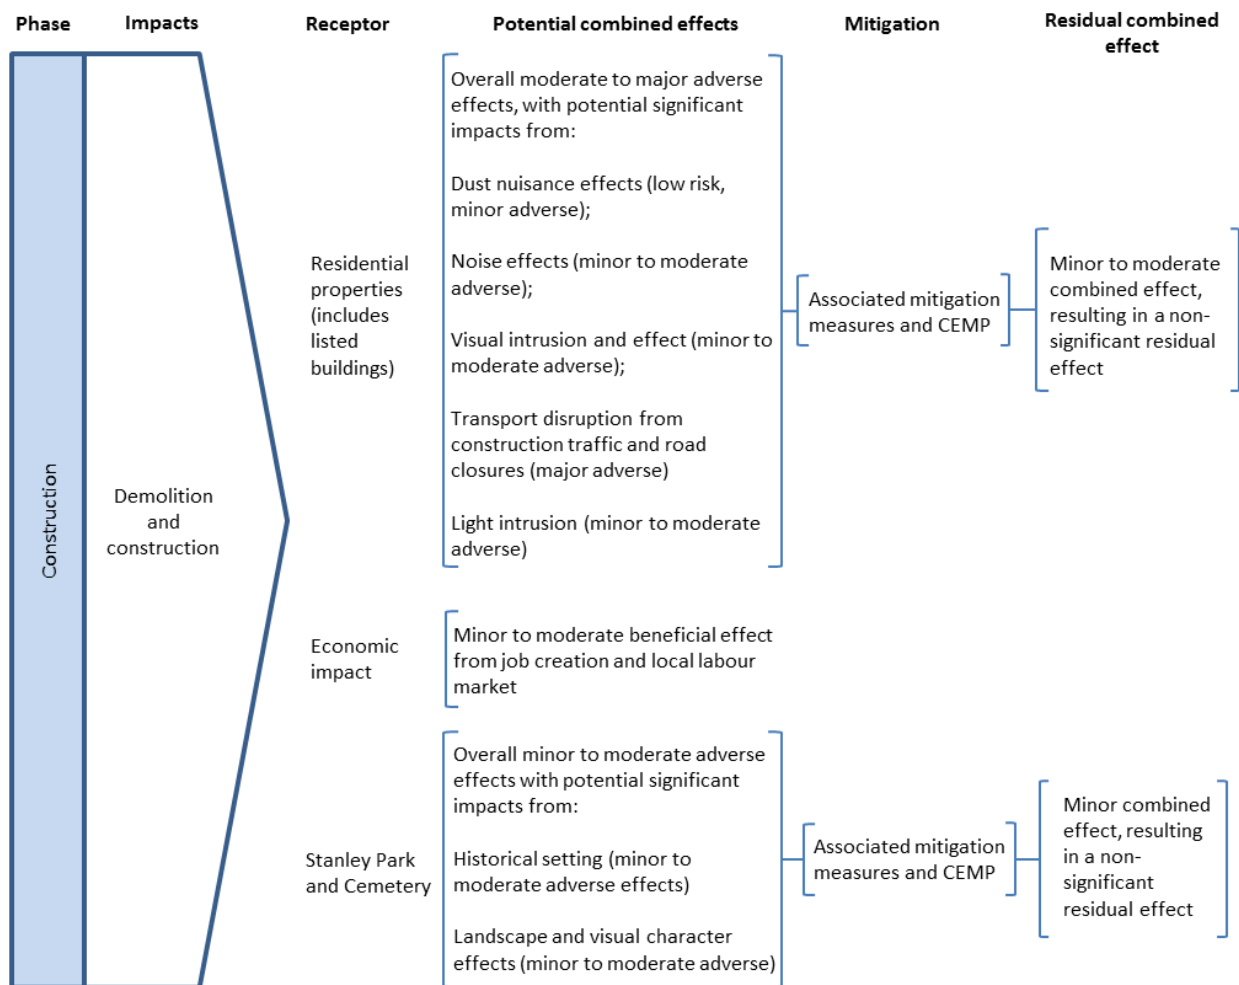 Phase
Impacts
Receptor
Potential combined effects
Mitigation
Residual combined
effect
Construction
Demolition
and
construction
Residential
properties
(includes
listed
buildings)
Overall moderate to major adverse
effects, with potential significant
impacts from:
Dust nuisance effects (low risk,
minor adverse);
Noise effects (minor to moderate
adverse);
Visual intrusion and effect (minor to
moderate adverse);
Transport disruption from
construction traffic and road
closures (major adverse)
Light intrusion (minor to moderate
adverse)
Associated mitigation
measures and CEMP
Minor to moderate
combined effect,
resulting in a non-
significant residual
effect
Economic
impact
Minor to moderate beneficial effect
from job creation and local labour
market
Stanley Park
and Cemetery
Overall minor to moderate adverse
effects with potential significant
impacts from:
Historical setting (minor to
moderate adverse effects)
Landscape and visual character
effects (minor to moderate adverse)
Associated mitigation
measures and CEMP
Minor combined
effect, resulting
in a non-
significant
residual effect